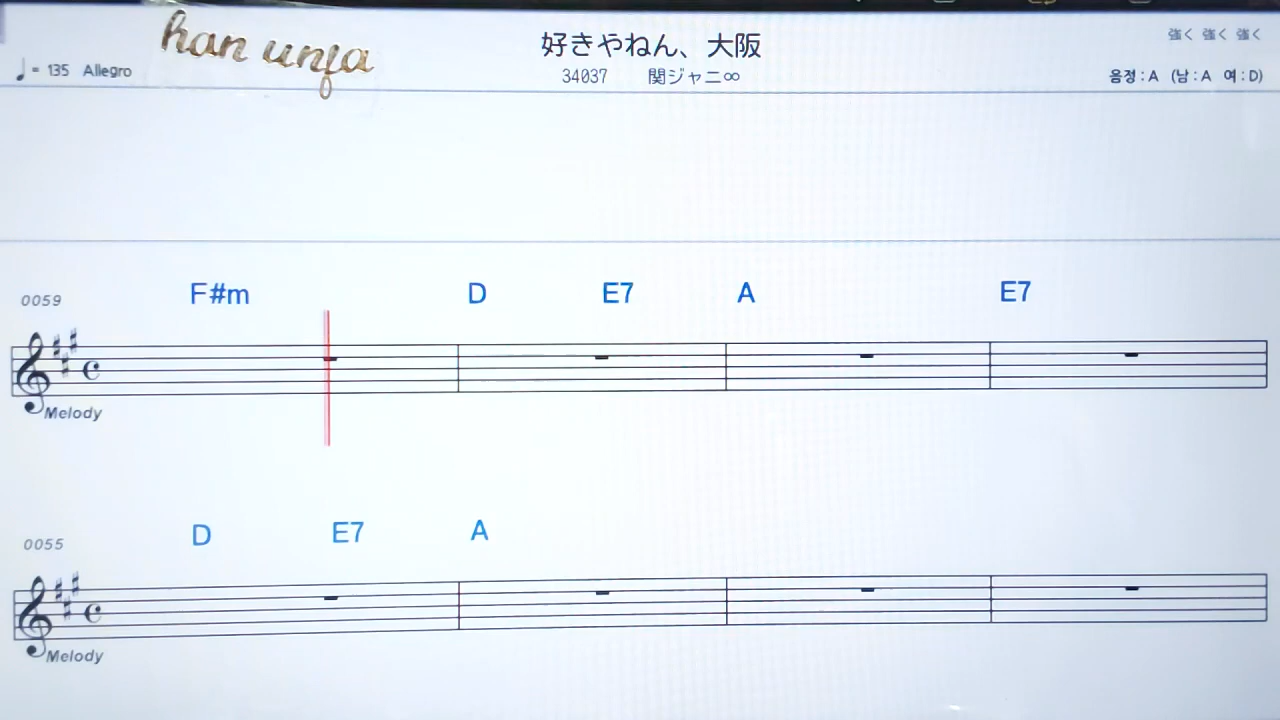 han unfa
好きやねん、大阪
強く 強く 強く
♩= 135 Allegro
34037 関ジャニ∞
음정 : A (남 : A 여 : D)
0059 F#m D E7 A E7
Melody
0055 D E7 A
Melody